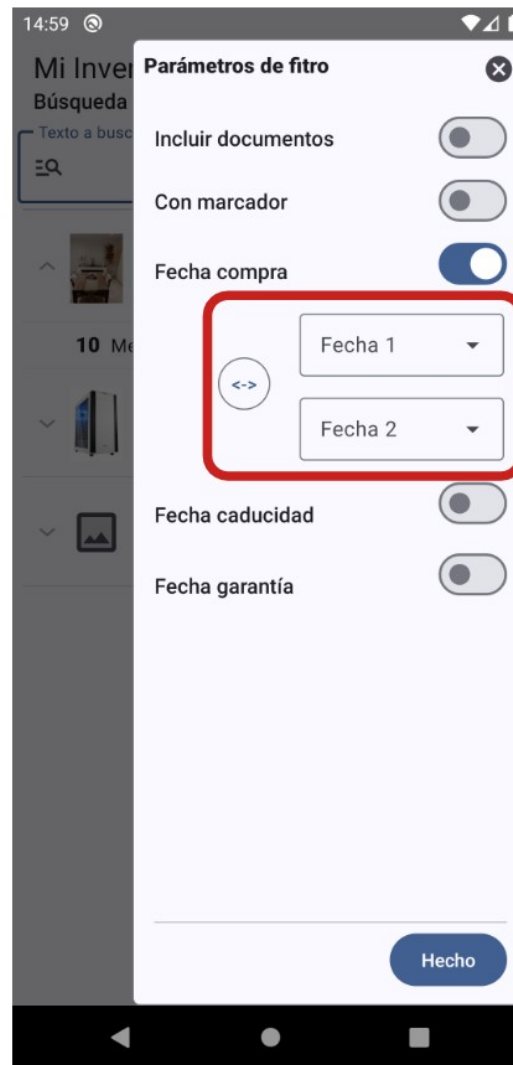 14:59
Mi Inver
Parámetros de fitro
Búsqueda
Texto a busc
Incluir documentos
Con marcador
Fecha compra
Fecha 1
10 Me
<->
Fecha 2
Fecha caducidad
Fecha garantía
Hecho